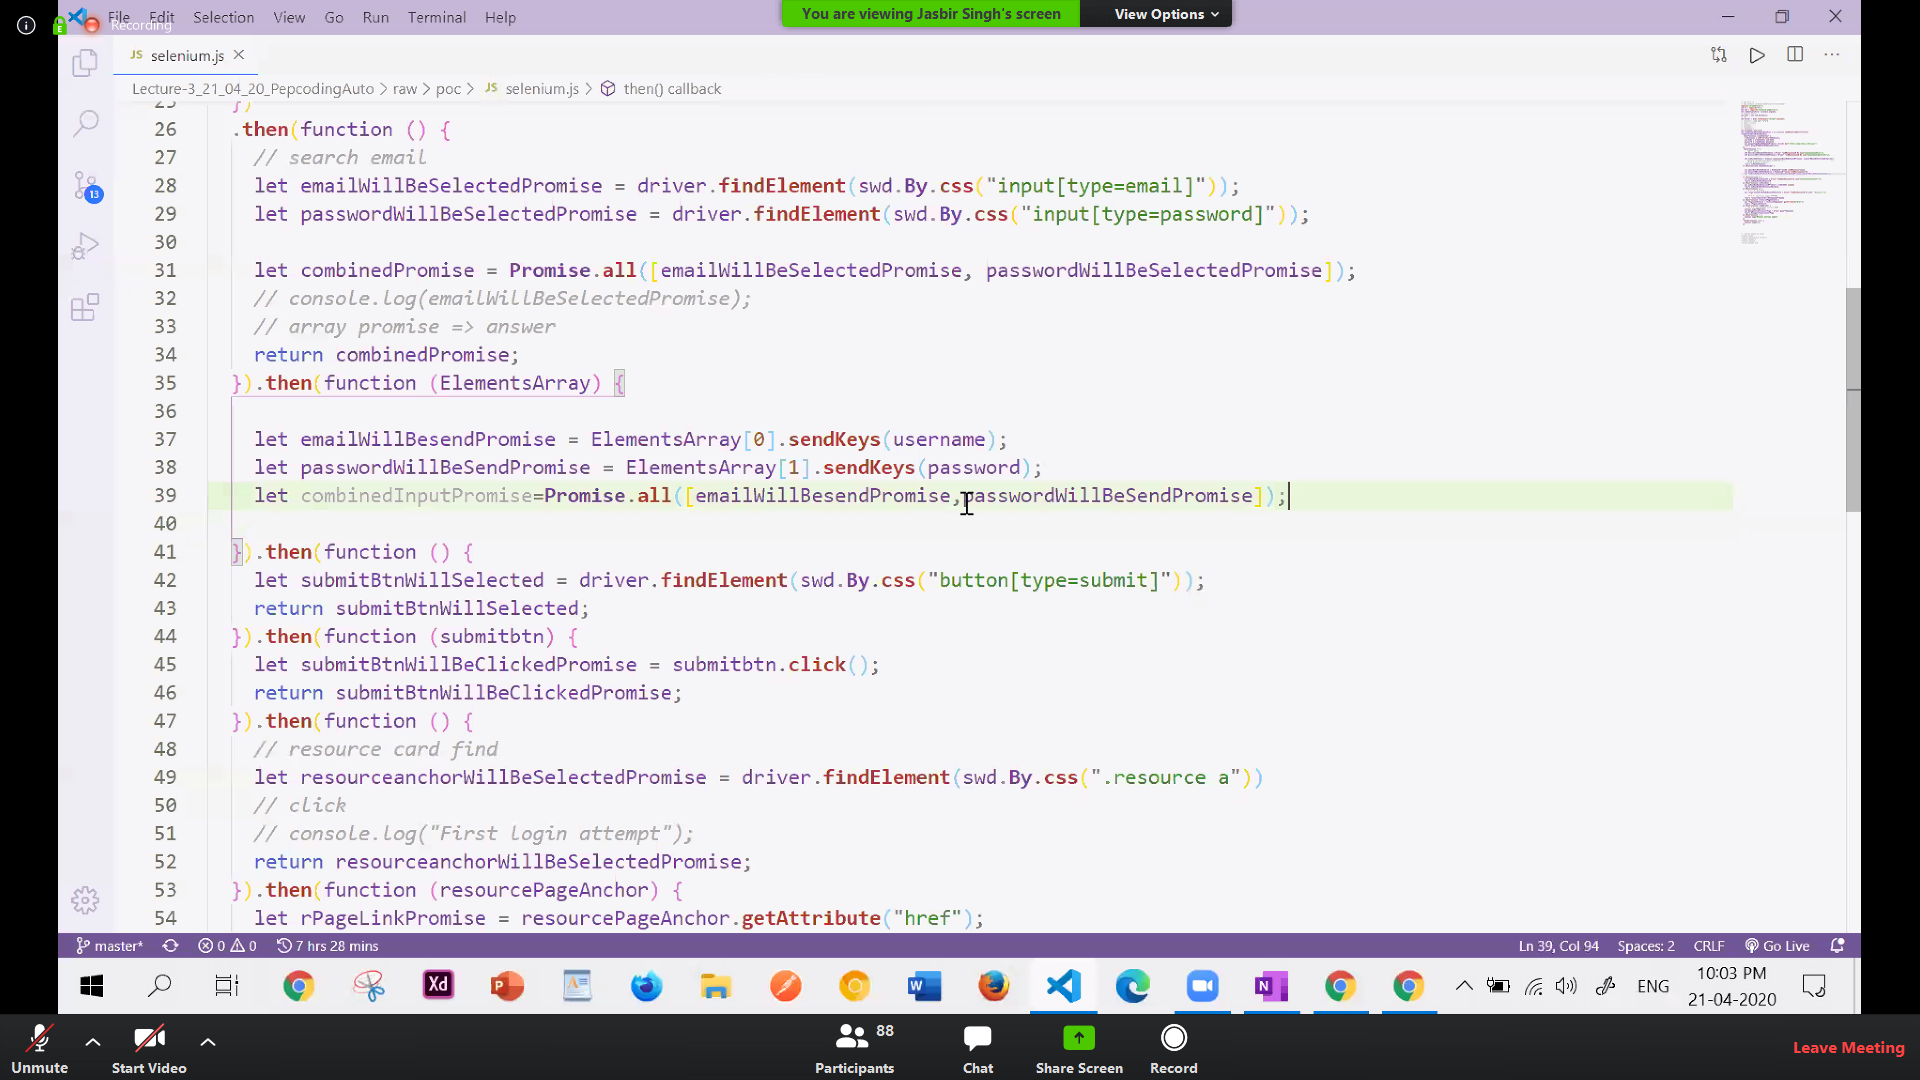 File Edit Selection View Go Run Terminal Help
Recording
You are viewing Jasbir Singh's screen View Options
JS selenium.js
Lecture-3_21_04_20_PepcodingAuto > raw > poc > JS selenium.js > then() callback
25 })
26 .then(function () {
27 // search email
28 let emailWillBeSelectedPromise = driver.findElement(swd.By.css("input[type=email]"));
29 let passwordWillBeSelectedPromise = driver.findElement(swd.By.css("input[type=password]"));
30
31 let combinedPromise = Promise.all([emailWillBeSelectedPromise, passwordWillBeSelectedPromise]);
32 // console.log(emailWillBeSelectedPromise);
33 // array promise => answer
34 return combinedPromise;
35 }).then(function (ElementsArray) {
36
37 let emailWillBesendPromise = ElementsArray[0].sendKeys(username);
38 let passwordWillBeSendPromise = ElementsArray[1].sendKeys(password);
39 let combinedInputPromise=Promise.all([emailWillBesendPromise,passwordWillBeSendPromise]);
40
41 }).then(function () {
42 let submitBtnWillSelected = driver.findElement(swd.By.css("button[type=submit]"));
43 return submitBtnWillSelected;
44 }).then(function (submitbtn) {
45 let submitBtnWillBeClickedPromise = submitbtn.click();
46 return submitBtnWillBeClickedPromise;
47 }).then(function () {
48 // resource card find
49 let resourceanchorWillBeSelectedPromise = driver.findElement(swd.By.css(".resource a"))
50 // click
51 // console.log("First login attempt");
52 return resourceanchorWillBeSelectedPromise;
53 }).then(function (resourcePageAnchor) {
54 let rPageLinkPromise = resourcePageAnchor.getAttribute("href");
13
master* 0 0 7 hrs 28 mins Ln 39, Col 94 Spaces: 2 CRLF Go Live
Xd P W N ENG 10:03 PM
21-04-2020
88
Unmute Start Video Participants Chat Share Screen Record Leave Meeting